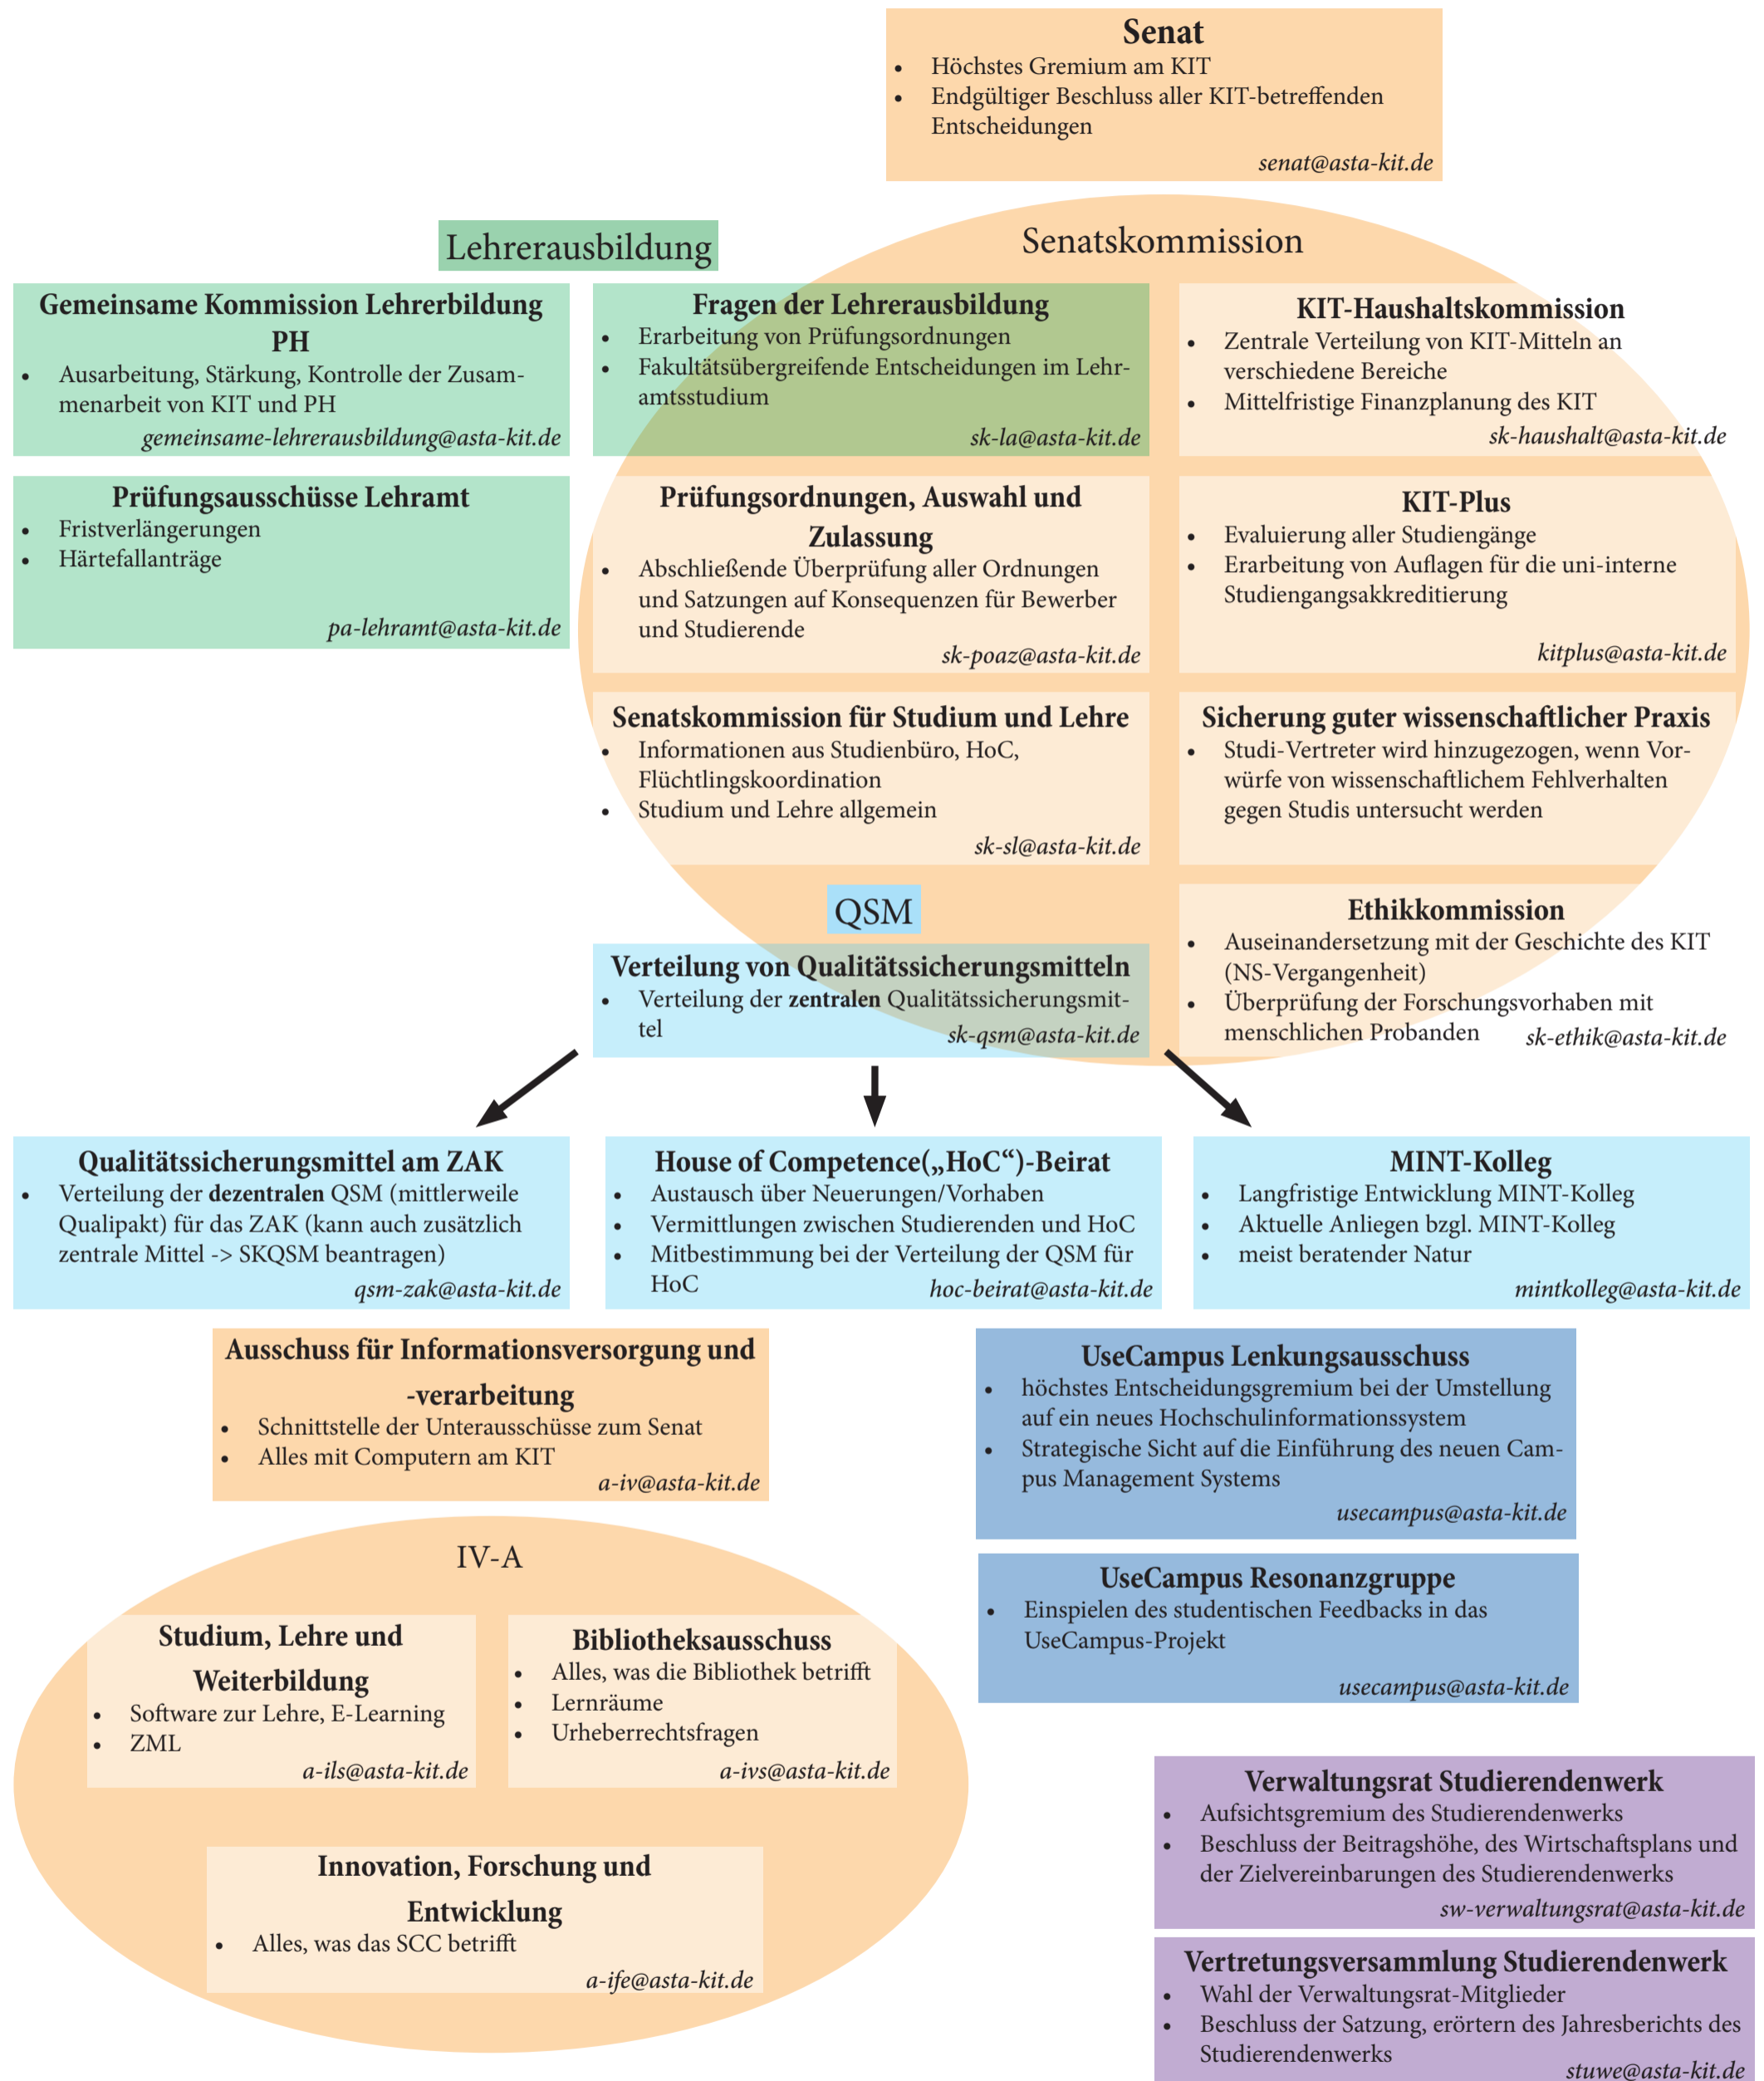 Senat
• Höchstes Gremium am KIT
• Endgültiger Beschluss aller KIT-betreffenden
Entscheidungen
senat@asta-kit.de
Lehrerausbildung
Senatskommission
Gemeinsame Kommission Lehrerbildung
PH
• Ausarbeitung, Stärkung, Kontrolle der Zusam-
menarbeit von KIT und PH
gemeinsame-lehrerausbildung@asta-kit.de
Fragen der Lehrerausbildung
• Erarbeitung von Prüfungsordnungen
• Fakultätsübergreifende Entscheidungen im Lehr-
amtsstudium
sk-la@asta-kit.de
KIT-Haushaltskommission
• Zentrale Verteilung von KIT-Mitteln an
verschiedene Bereiche
• Mittelfristige Finanzplanung des KIT
sk-haushalt@asta-kit.de
Prüfungsausschüsse Lehramt
• Fristverlängerungen
• Härtefallanträge
pa-lehramt@asta-kit.de
Prüfungsordnungen, Auswahl und
Zulassung
• Abschließende Überprüfung aller Ordnungen
und Satzungen auf Konsequenzen für Bewerber
und Studierende
sk-poaz@asta-kit.de
KIT-Plus
• Evaluierung aller Studiengänge
• Erarbeitung von Auflagen für die uni-interne
Studiengangsakkreditierung
kitplus@asta-kit.de
Senatskommission für Studium und Lehre
• Informationen aus Studienbüro, HoC,
Flüchtlingskoordination
• Studium und Lehre allgemein
sk-sl@asta-kit.de
Sicherung guter wissenschaftlicher Praxis
• Studi-Vertreter wird hinzugezogen, wenn Vor-
würfe von wissenschaftlichem Fehlverhalten
gegen Studis untersucht werden
QSM
Verteilung von Qualitätssicherungsmitteln
• Verteilung der zentralen Qualitätssicherungsmit-
tel
sk-qsm@asta-kit.de
Ethikkommission
• Auseinandersetzung mit der Geschichte des KIT
(NS-Vergangenheit)
• Überprüfung der Forschungsvorhaben mit
menschlichen Probanden
sk-ethik@asta-kit.de
Qualitätssicherungsmittel am ZAK
• Verteilung der dezentralen QSM (mittlerweile
Qualipakt) für das ZAK (kann auch zusätzlich
zentrale Mittel -> SKQSM beantragen)
qsm-zak@asta-kit.de
House of Competence(„HoC“)-Beirat
• Austausch über Neuerungen/Vorhaben
• Vermittlungen zwischen Studierenden und HoC
• Mitbestimmung bei der Verteilung der QSM für
HoC
hoc-beirat@asta-kit.de
MINT-Kolleg
• Langfristige Entwicklung MINT-Kolleg
• Aktuelle Anliegen bzgl. MINT-Kolleg
• meist beratender Natur
mintkolleg@asta-kit.de
Ausschuss für Informationsversorgung und
-verarbeitung
• Schnittstelle der Unterausschüsse zum Senat
• Alles mit Computern am KIT
a-iv@asta-kit.de
UseCampus Lenkungsausschuss
• höchstes Entscheidungsgremium bei der Umstellung
auf ein neues Hochschulinformationssystem
• Strategische Sicht auf die Einführung des neuen Cam-
pus Management Systems
usecampus@asta-kit.de
UseCampus Resonanzgruppe
• Einspielen des studentischen Feedbacks in das
UseCampus-Projekt
usecampus@asta-kit.de
IV-A
Studium, Lehre und
Weiterbildung
• Software zur Lehre, E-Learning
• ZML
a-ils@asta-kit.de
Bibliotheksausschuss
• Alles, was die Bibliothek betrifft
• Lernräume
• Urheberrechtsfragen
a-ivs@asta-kit.de
Innovation, Forschung und
Entwicklung
• Alles, was das SCC betrifft
a-ife@asta-kit.de
Verwaltungsrat Studierendenwerk
• Aufsichtsgremium des Studierendenwerks
• Beschluss der Beitragshöhe, des Wirtschaftsplans und
der Zielvereinbarungen des Studierendenwerks
sw-verwaltungsrat@asta-kit.de
Vertretungsversammlung Studierendenwerk
• Wahl der Verwaltungsrat-Mitglieder
• Beschluss der Satzung, erörtern des Jahresberichts des
Studierendenwerks
stuwe@asta-kit.de